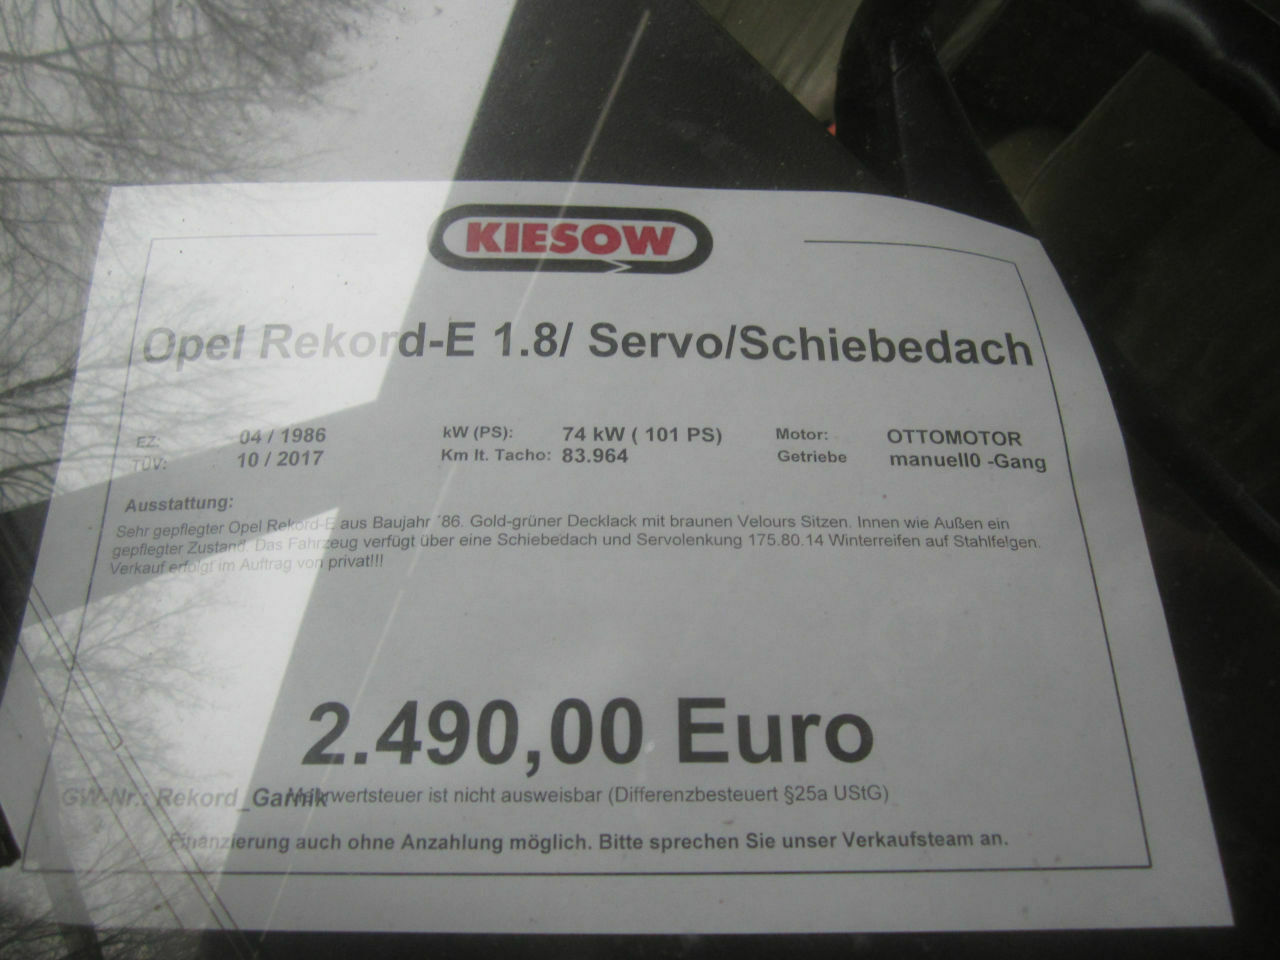 KIESOW
Opel Rekord-E 1.8/ Servo/Schiebedach
EZ: 04 / 1986 kW (PS): 74 kW ( 101 PS) Motor: OTTOMOTOR
TÜV: 10 / 2017 Km lt. Tacho: 83.964 Getriebe manuell0 -Gang
Ausstattung:
Sehr gepflegter Opel Rekord-E aus Baujahr ´86. Gold-grüner Decklack mit braunen Velours Sitzen. Innen wie Außen ein
gepflegter Zustand. Das Fahrzeug verfügt über eine Schiebedach und Servolenkung 175.80.14 Winterreifen auf Stahlfelgen.
Verkauf erfolgt im Auftrag von privat!!!
2.490,00 Euro
GW-Nr.: Rekord_Garnik Mehrwertsteuer ist nicht ausweisbar (Differenzbesteuert §25a UStG)
Finanzierung auch ohne Anzahlung möglich. Bitte sprechen Sie unser Verkaufsteam an.